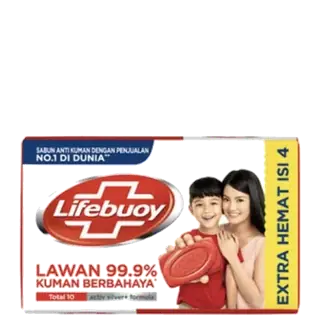 SABUN ANTI KUMAN DENGAN PENJUALAN
NO.1 DI DUNIA**
Lifebuoy
LAWAN 99.9%
KUMAN BERBAHAYA*
Total 10
activ silver+ formula
EXTRA HEMAT ISI 4